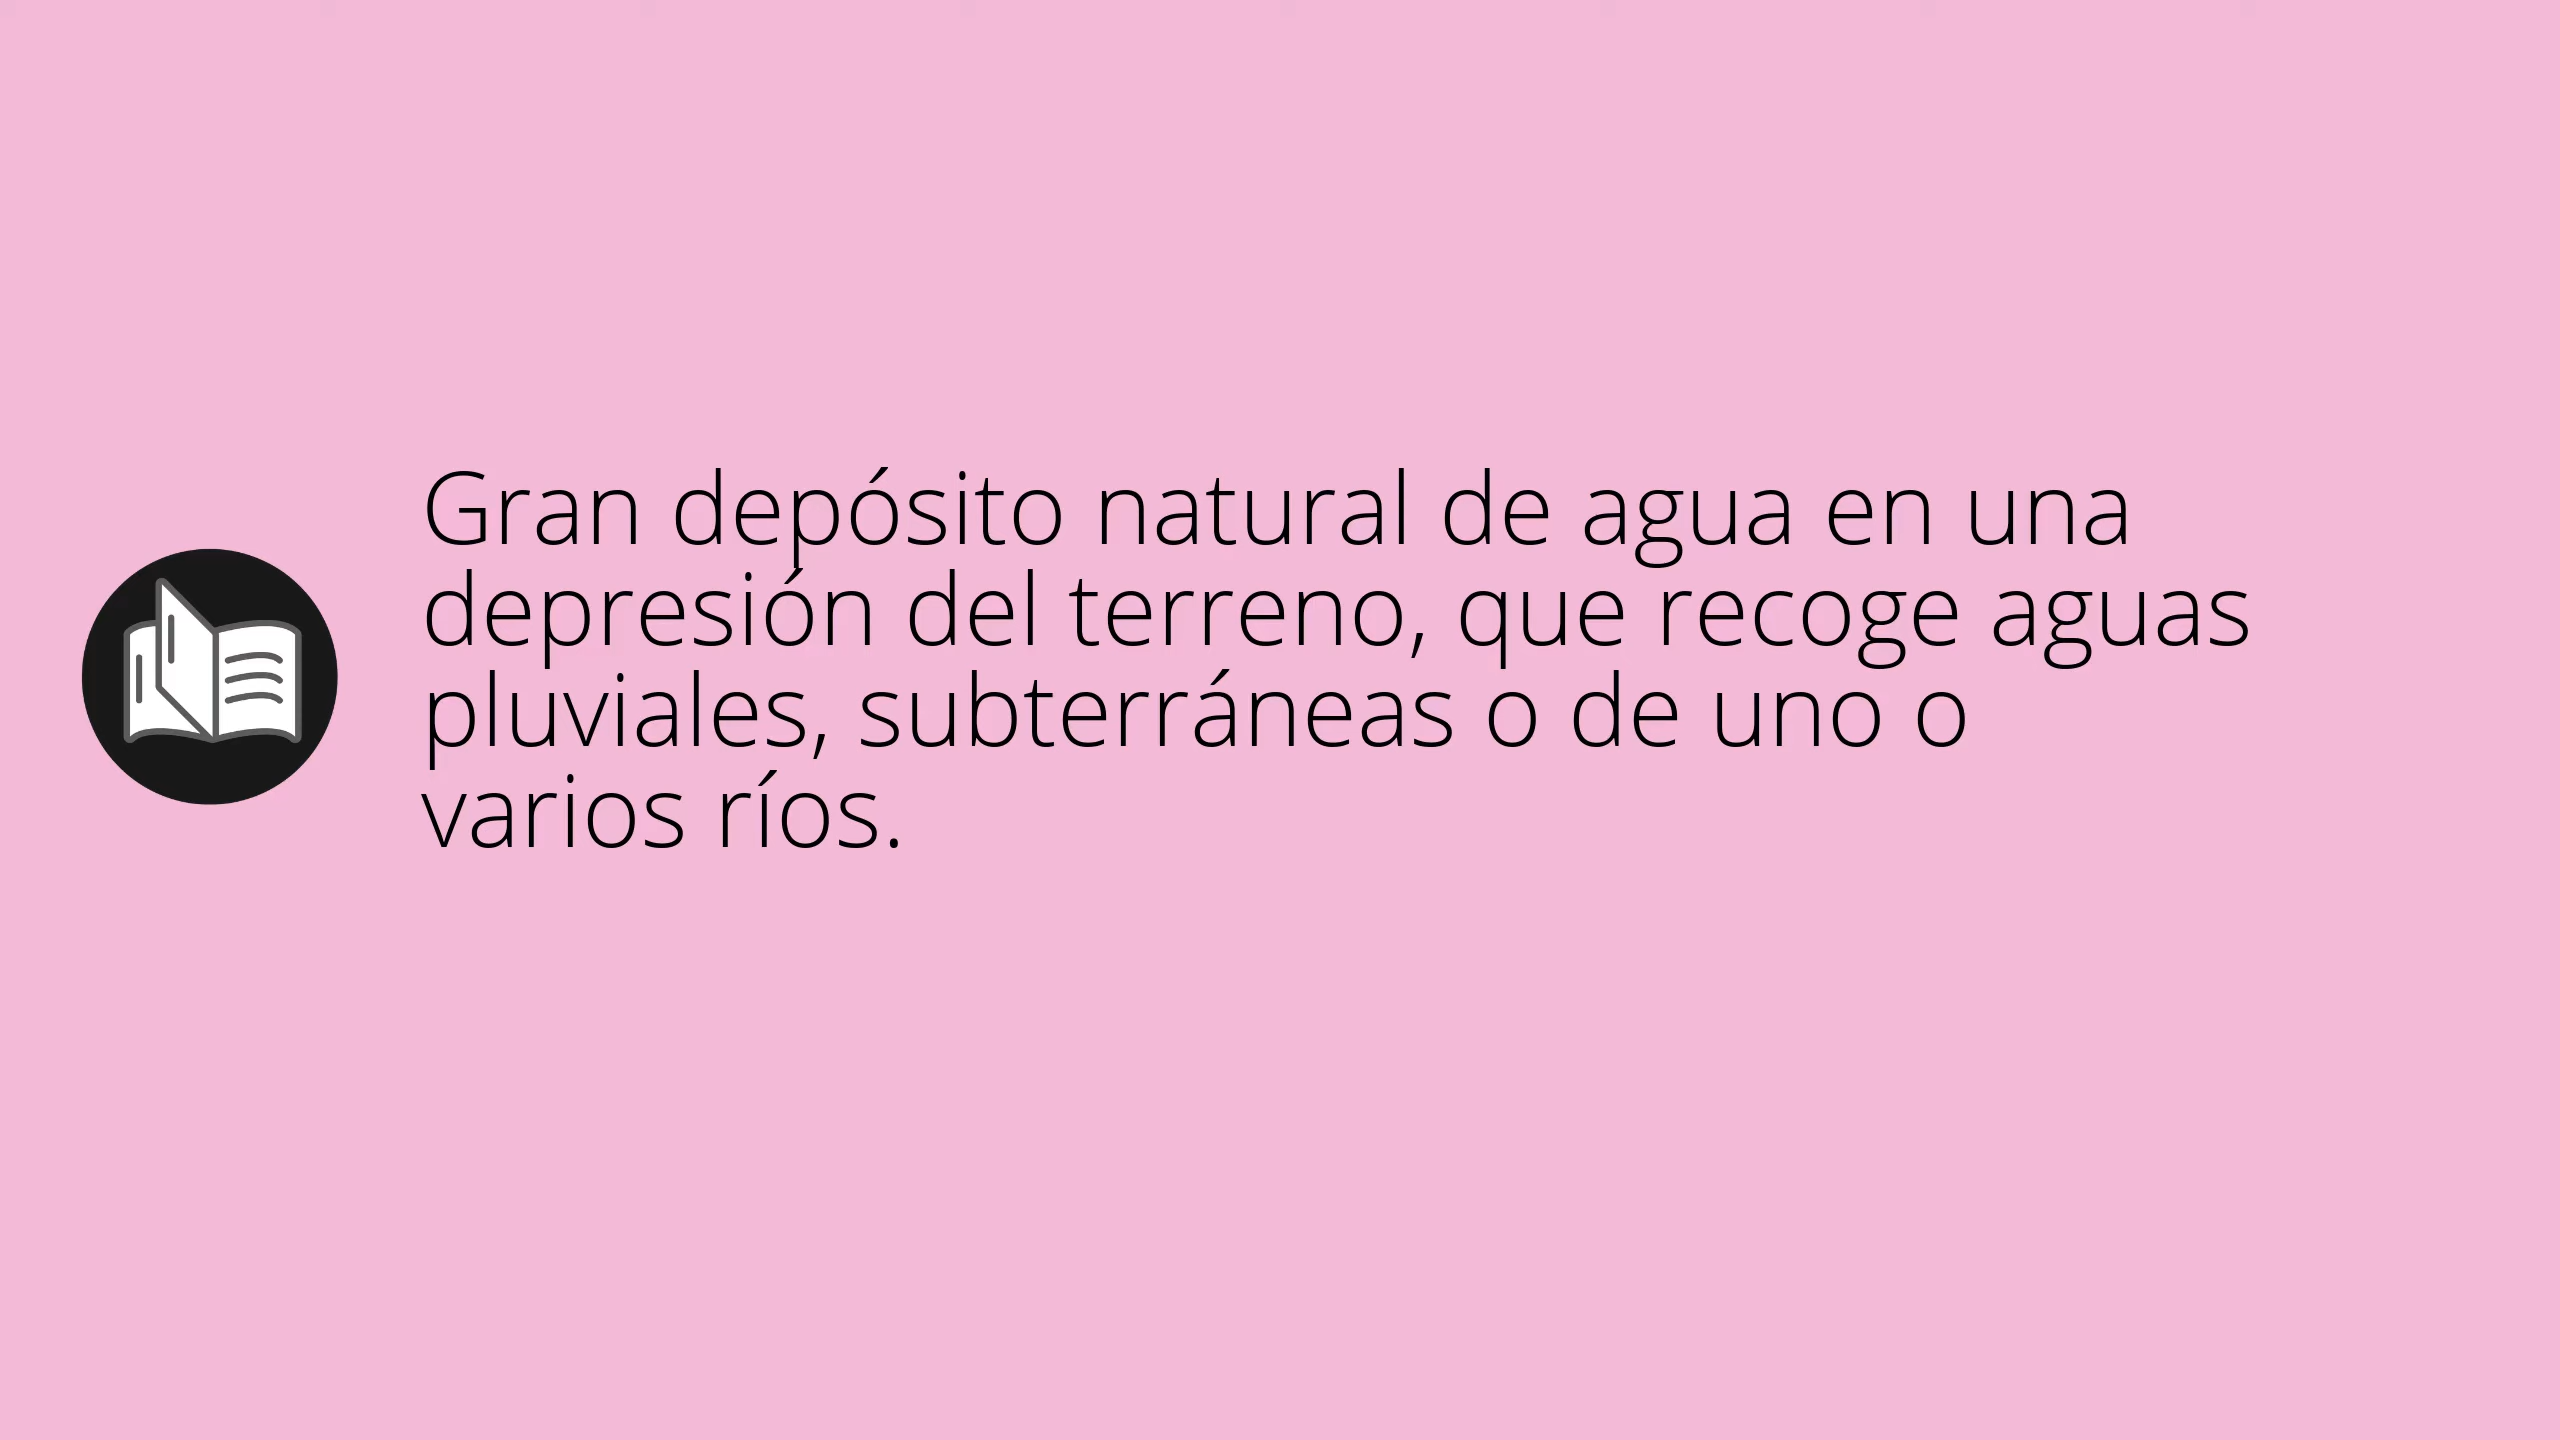 Gran depósito natural de agua en una
depresión del terreno, que recoge aguas
pluviales, subterráneas o de uno o
varios ríos.